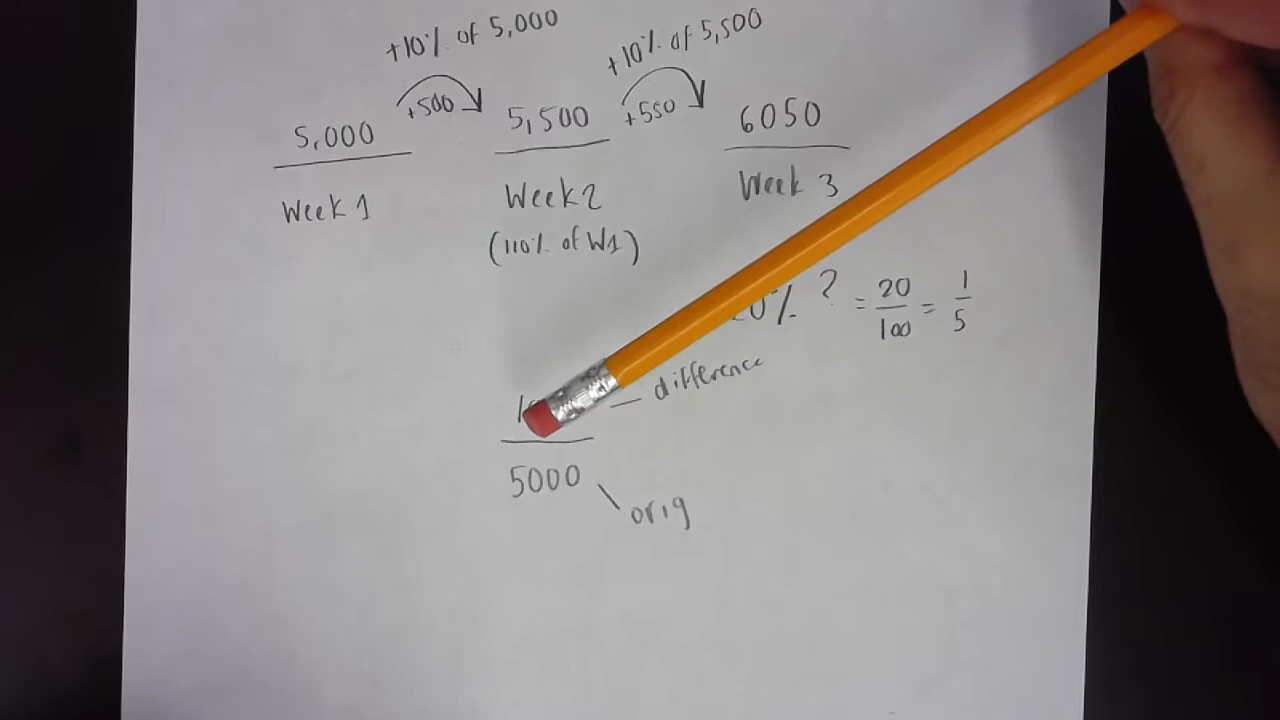 +10% of 5,000
+10% of 5,500
+500
+550
5,000
5,500
6050
Week 1
Week 2
Week 3
(110% of W1)
? = 20/100 = 1/5
difference
5000
orig